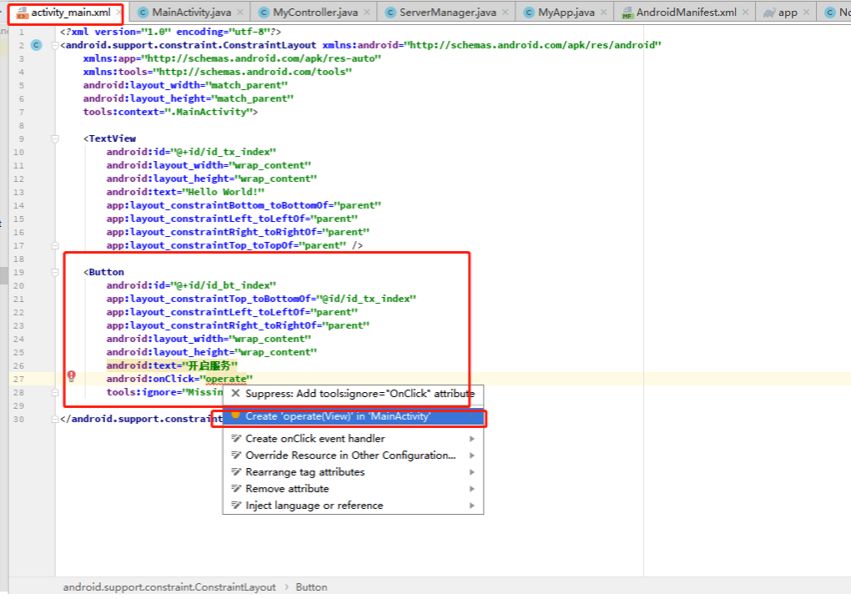 activity_main.xml MainActivity.java MyController.java ServerManager.java MyApp.java AndroidManifest.xml app No
1 <?xml version="1.0" encoding="utf-8"?>
2 <android.support.constraint.ConstraintLayout xmlns:android="http://schemas.android.com/apk/res/android"
3 xmlns:app="http://schemas.android.com/apk/res-auto"
4 xmlns:tools="http://schemas.android.com/tools"
5 android:layout_width="match_parent"
6 android:layout_height="match_parent"
7 tools:context=".MainActivity">
8
9 <TextView
10 android:id="@+id/id_tx_index"
11 android:layout_width="wrap_content"
12 android:layout_height="wrap_content"
13 android:text="Hello World!"
14 app:layout_constraintBottom_toBottomOf="parent"
15 app:layout_constraintLeft_toLeftOf="parent"
16 app:layout_constraintRight_toRightOf="parent"
17 app:layout_constraintTop_toTopOf="parent" />
18
19 <Button
20 android:id="@+id/id_bt_index"
21 app:layout_constraintTop_toBottomOf="@id/id_tx_index"
22 app:layout_constraintLeft_toLeftOf="parent"
23 app:layout_constraintRight_toRightOf="parent"
24 android:layout_width="wrap_content"
25 android:layout_height="wrap_content"
26 android:text="开启服务"
27 android:onClick="operate"
28 tools:ignore="Missin
Suppress: Add tools:ignore="OnClick" attribute
29
Create 'operate(View)' in 'MainActivity'
30 </android.support.constraint
Create onClick event handler
Override Resource in Other Configuration...
Rearrange tag attributes
Remove attribute
Inject language or reference
android.support.constraint.ConstraintLayout > Button